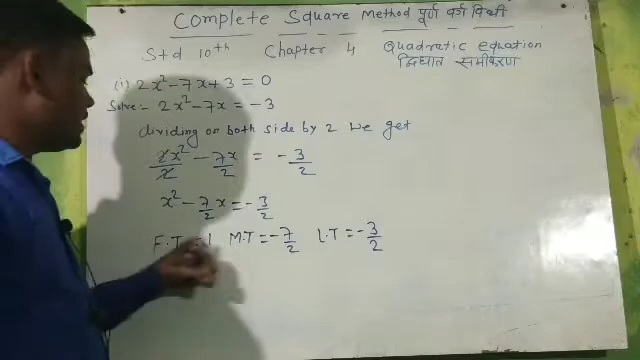 Complete Square Method पूर्ण वर्ग विधी
Std 10th Chapter 4 Quadratic equation
द्विघात समीकरण
(i) 2x² - 7x + 3 = 0
Solve:- 2x² - 7x = -3
dividing on both side by 2 we get
2x²/2 - 7x/2 = -3/2
x² - 7/2 x = -3/2
F.T = 1 M.T = -7/2 L.T = -3/2